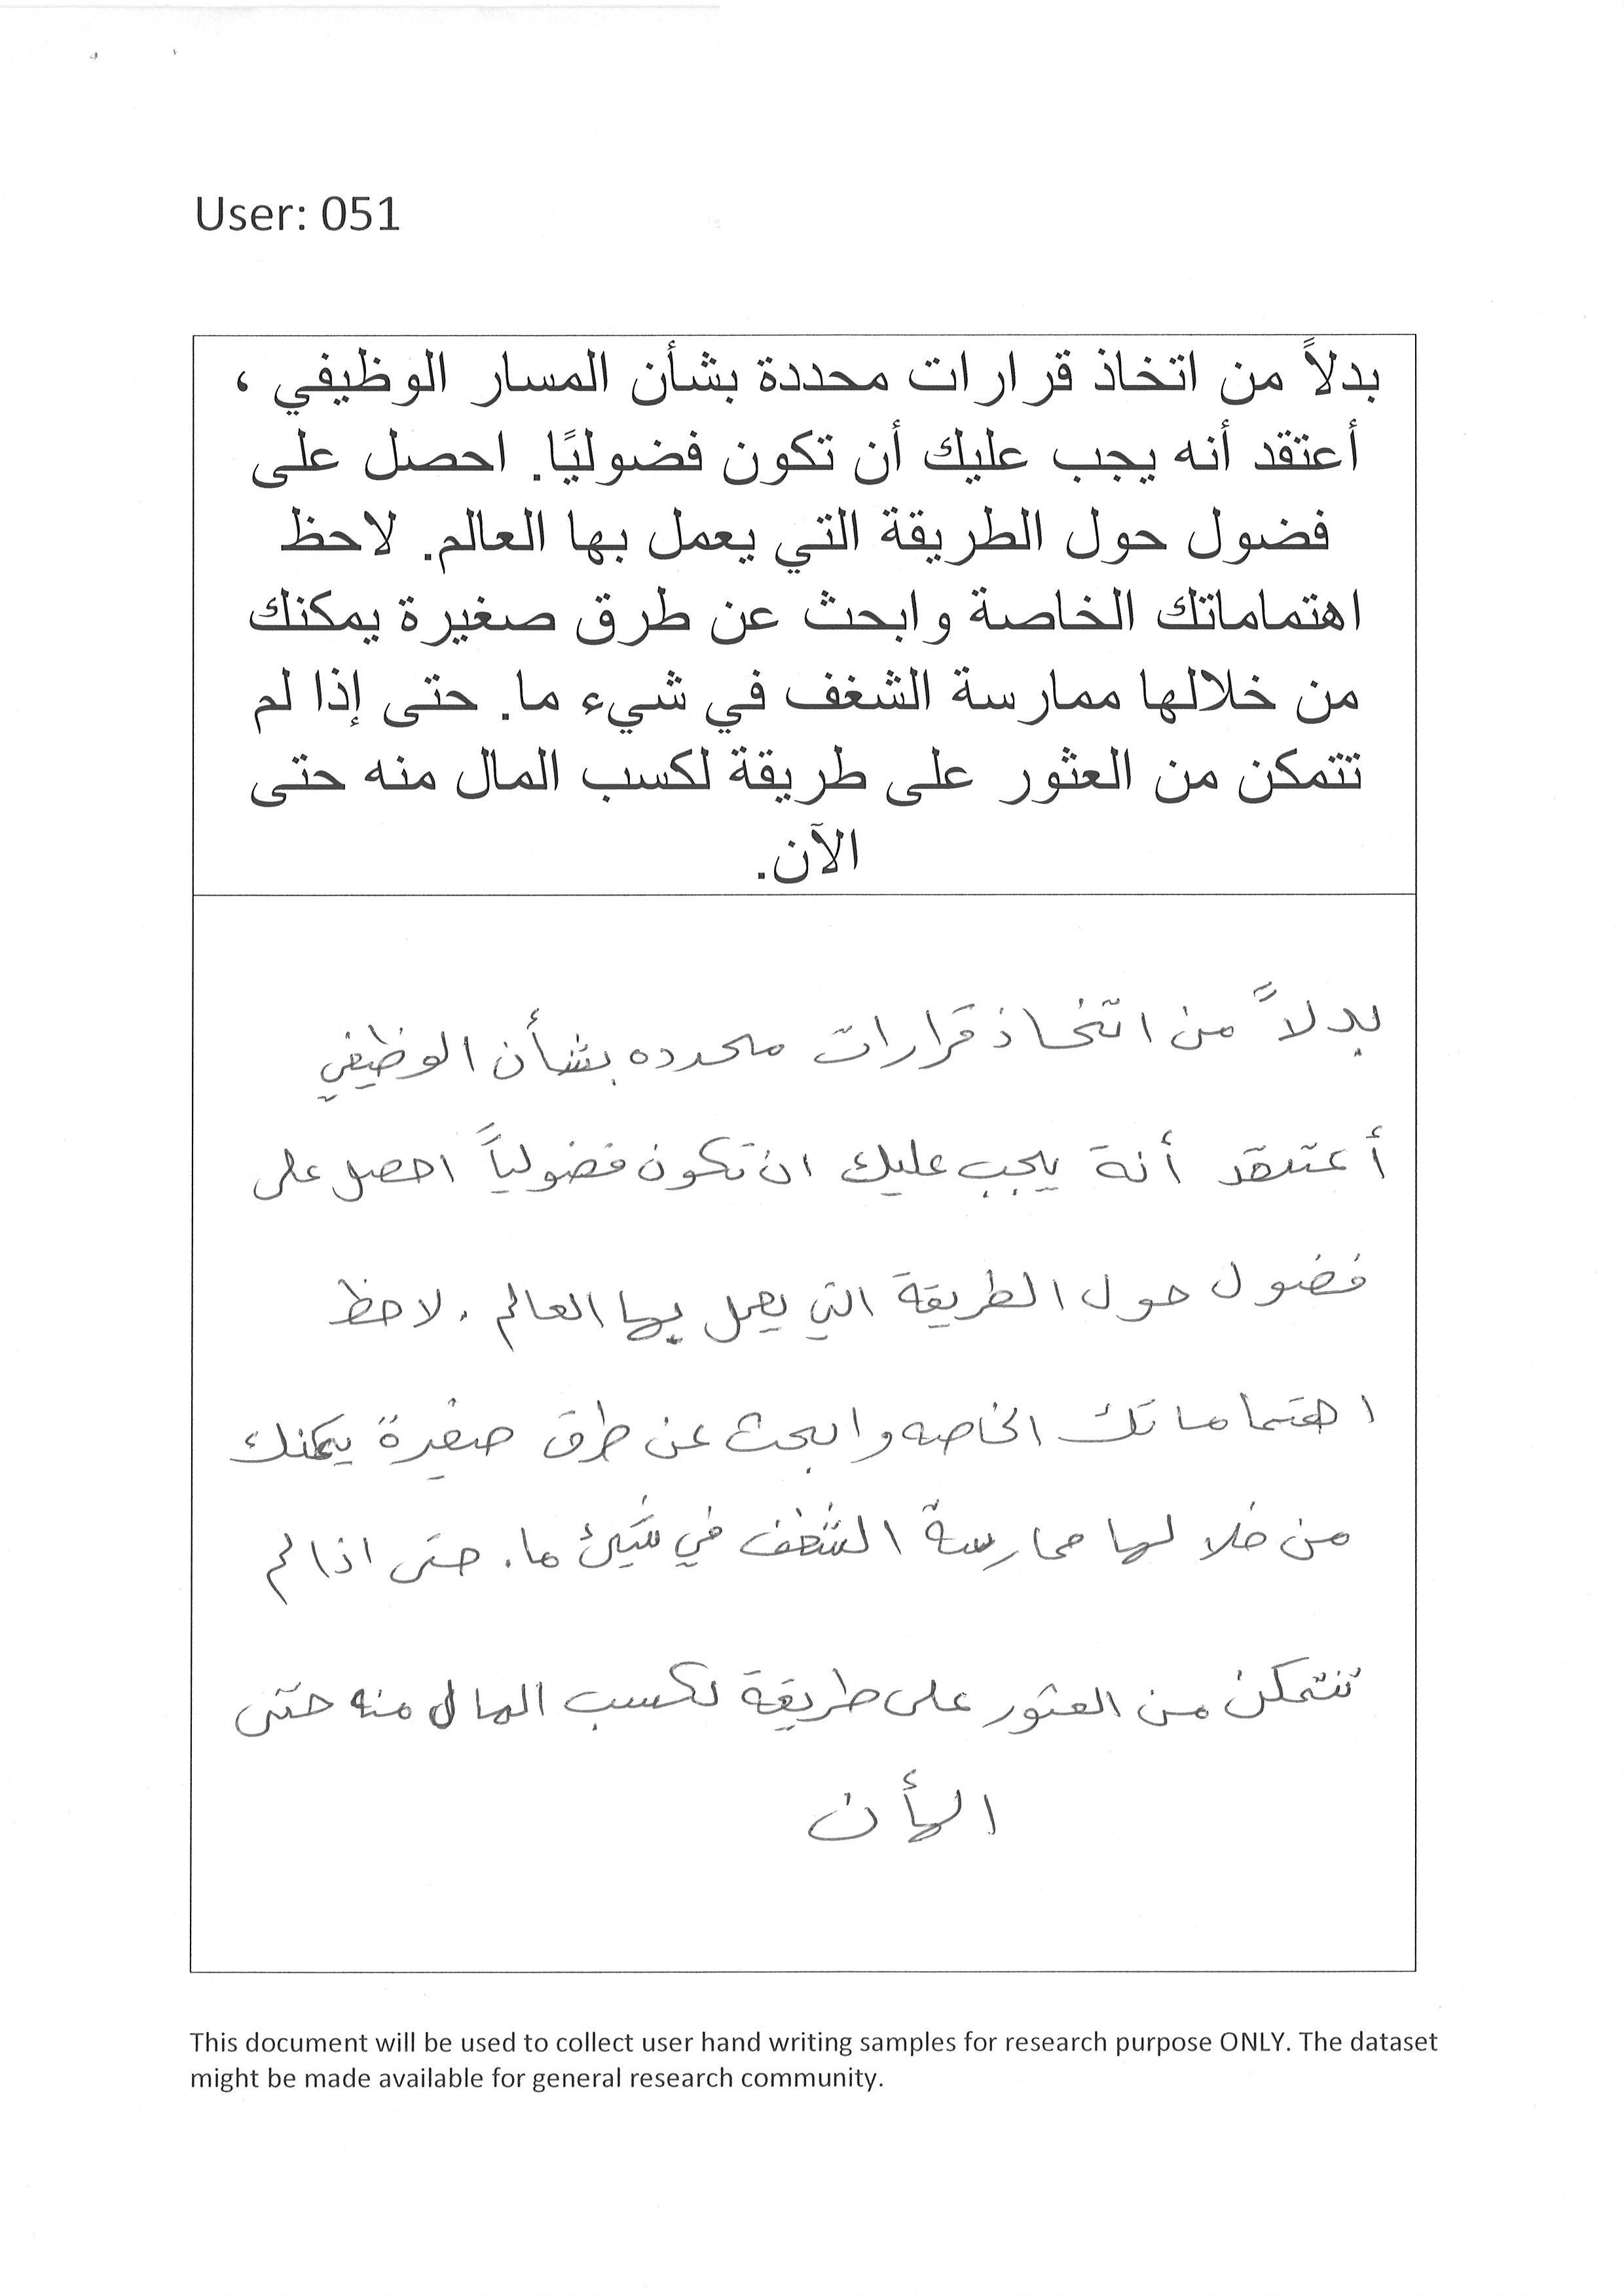 User: 051
بدلاً من اتخاذ قرارات محددة بشأن المسار الوظيفي ،
أعتقد أنه يجب عليك أن تكون فضوليًا. احصل على
فضول حول الطريقة التي يعمل بها العالم. لاحظ
اهتماماتك الخاصة وابحث عن طرق صغيرة يمكنك
من خلالها ممارسة الشغف في شيء ما. حتى إذا لم
تتمكن من العثور على طريقة لكسب المال منه حتى
الآن.
بدلاً من اتخاذ قرارات محدده بشأن الوظيفي
أعتقد أنة يجب عليك ان تكون فضولياً احصل على
فضول حول الطريقة التي يعمل بها العالم . لاحظ
اهتماماتك الخاصه وابحث عن طرق صغيرة يمكنك
من خلالها ممارسة الشغف في شيئ ما. حتى اذا لم
تتمكن من العثور على طريقة لكسب المال منه حتى
الأن
This document will be used to collect user hand writing samples for research purpose ONLY. The dataset
might be made available for general research community.